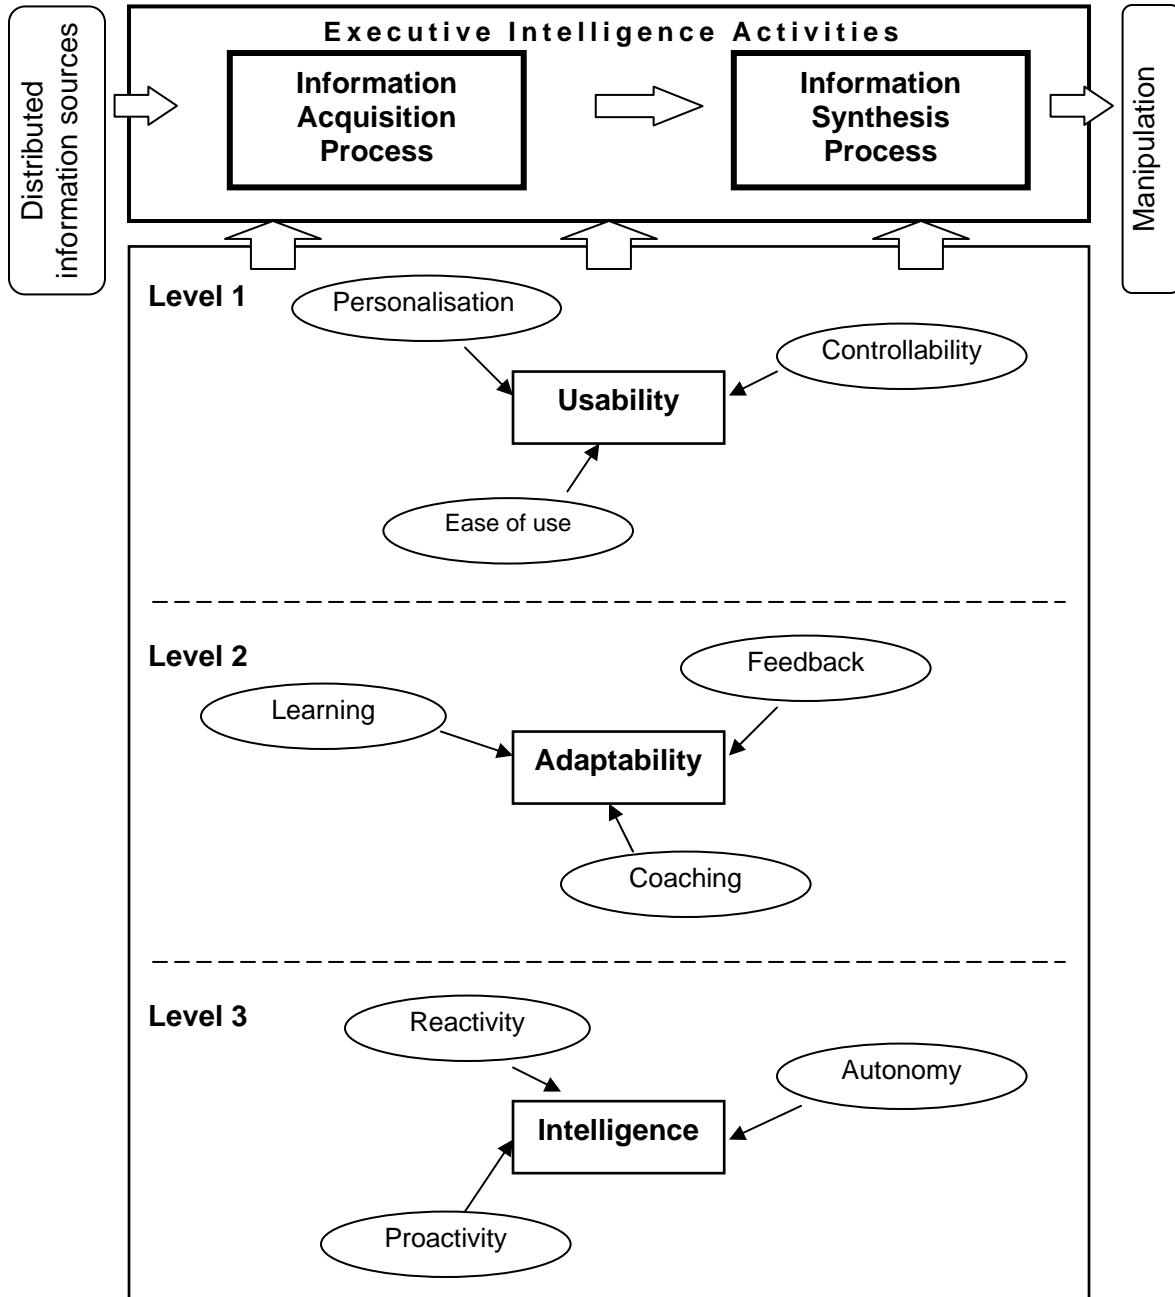 Distributed
information sources
Executive Intelligence Activities
Information
Acquisition
Process
Information
Synthesis
Process
Manipulation
Level 1
Personalisation
Controllability
Usability
Ease of use
Level 2
Feedback
Learning
Adaptability
Coaching
Level 3
Reactivity
Autonomy
Intelligence
Proactivity